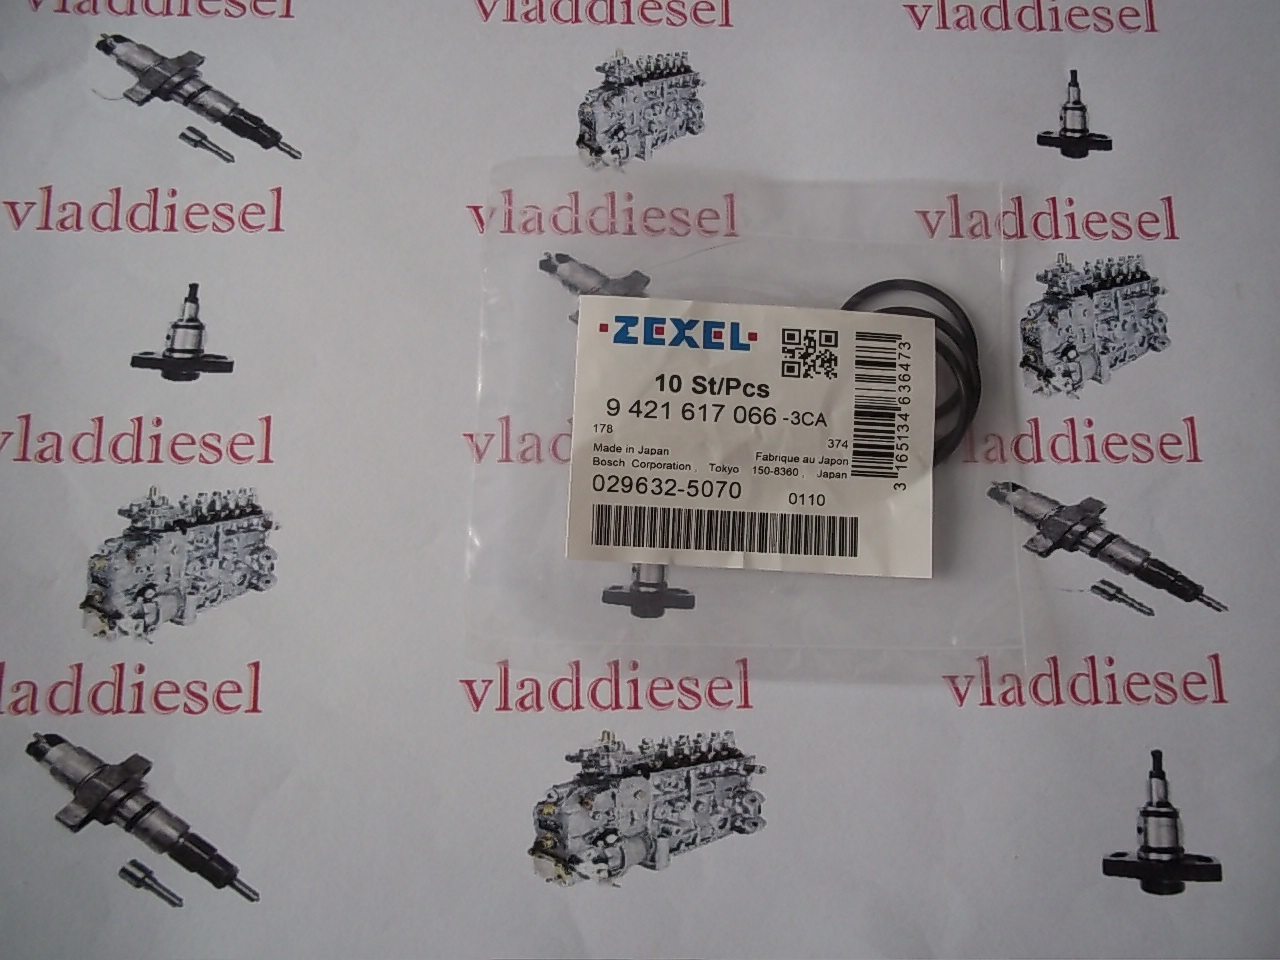 vladdiesel vladdiesel vladdiesel
vladdiesel vladdiesel vladdiesel
ZEXEL
10 St/Pcs
9 421 617 066 -3CA
178 374
Made in Japan Fabrique au Japon
Bosch Corporation, Tokyo 150-8360, Japan
029632-5070 0110
3 165134 636473
vladdiesel
vladdiesel vladdiesel vladdiesel